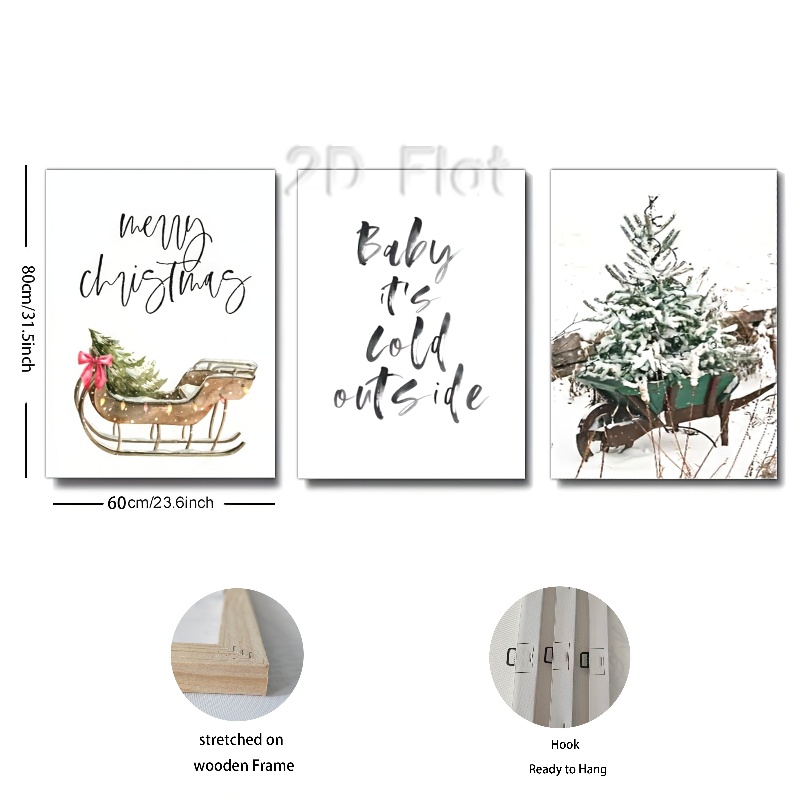 2D Flat
merry
christmas
Baby
it's
cold
outside
80cm/31.5inch
60cm/23.6inch
stretched on
wooden Frame
Hook
Ready to Hang